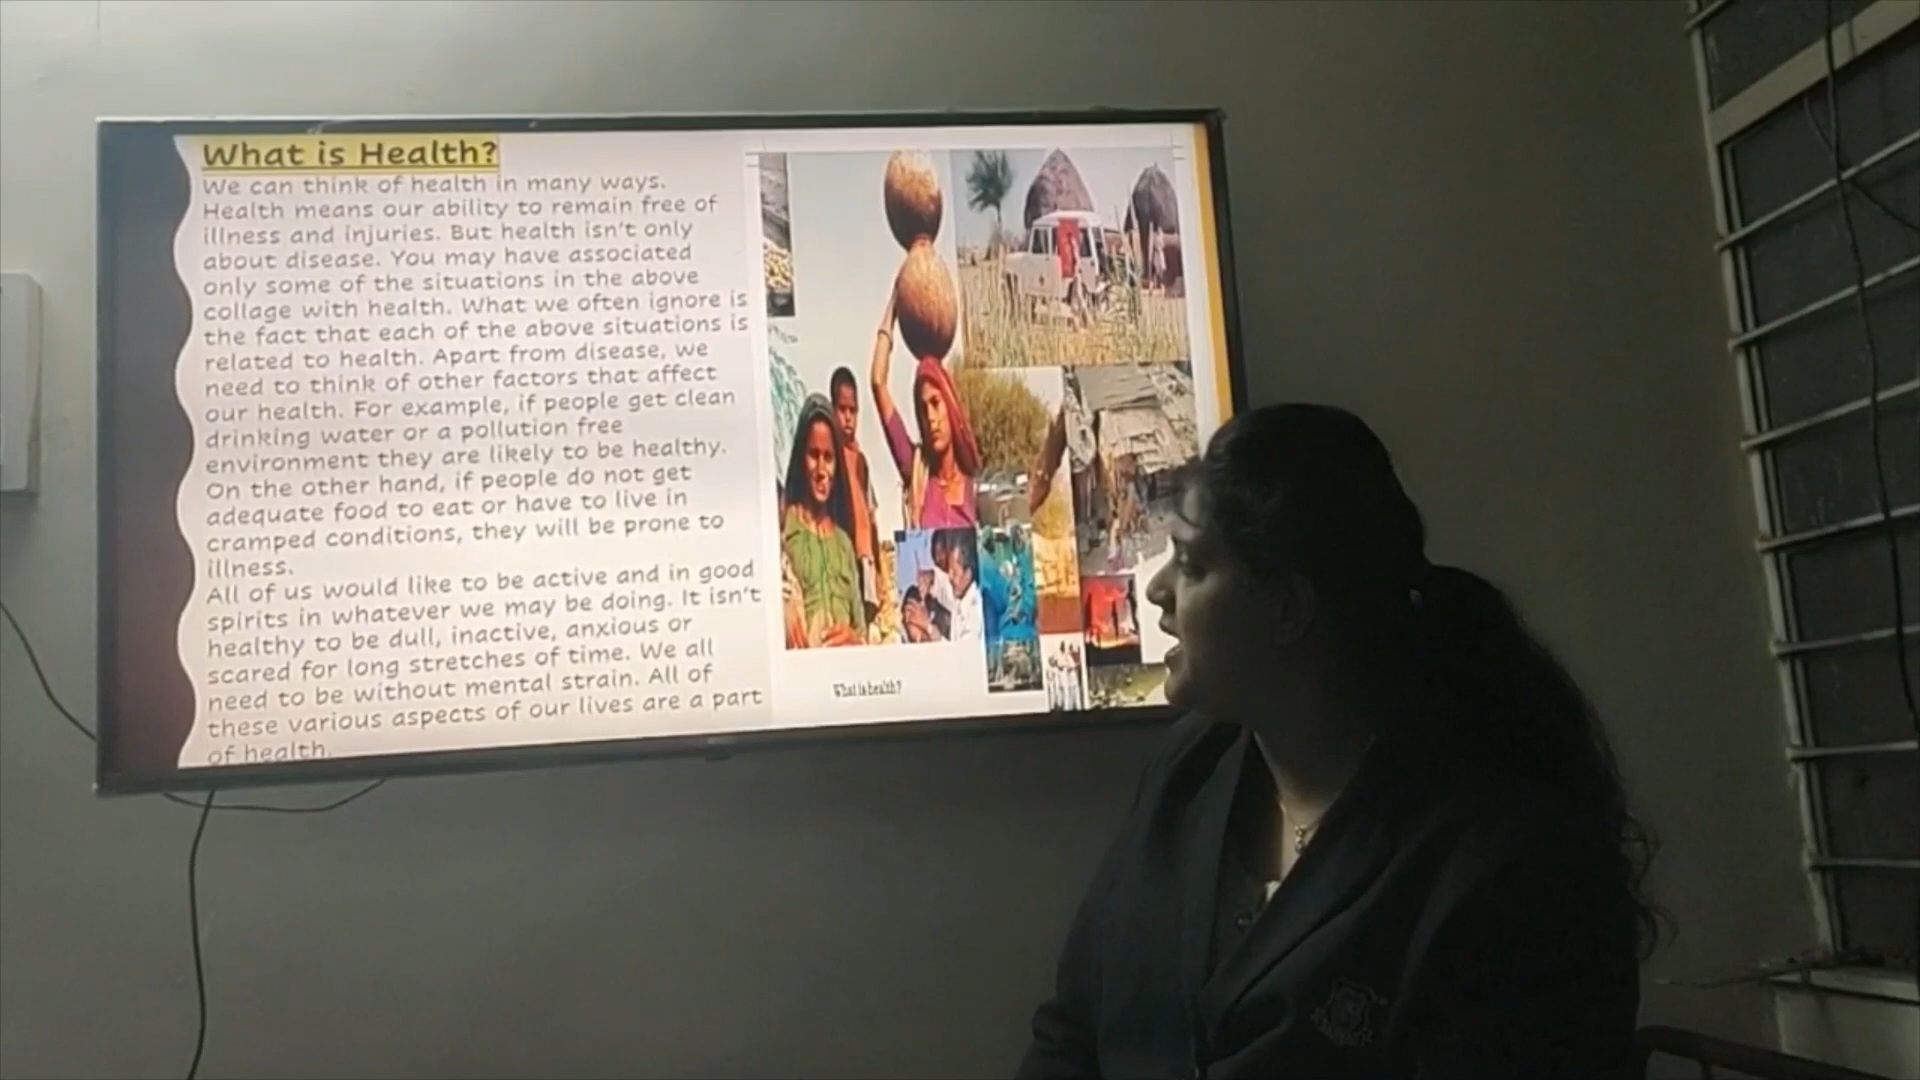 What is Health?
We can think of health in many ways.
Health means our ability to remain free of
illness and injuries. But health isn't only
about disease. You may have associated
only some of the situations in the above
collage with health. What we often ignore is
the fact that each of the above situations is
related to health. Apart from disease, we
need to think of other factors that affect
our health. For example, if people get clean
drinking water or a pollution free
environment they are likely to be healthy.
On the other hand, if people do not get
adequate food to eat or have to live in
cramped conditions, they will be prone to
illness.
All of us would like to be active and in good
spirits in whatever we may be doing. It isn't
healthy to be dull, inactive, anxious or
scared for long stretches of time. We all
need to be without mental strain. All of
these various aspects of our lives are a part
of health.
What is health?